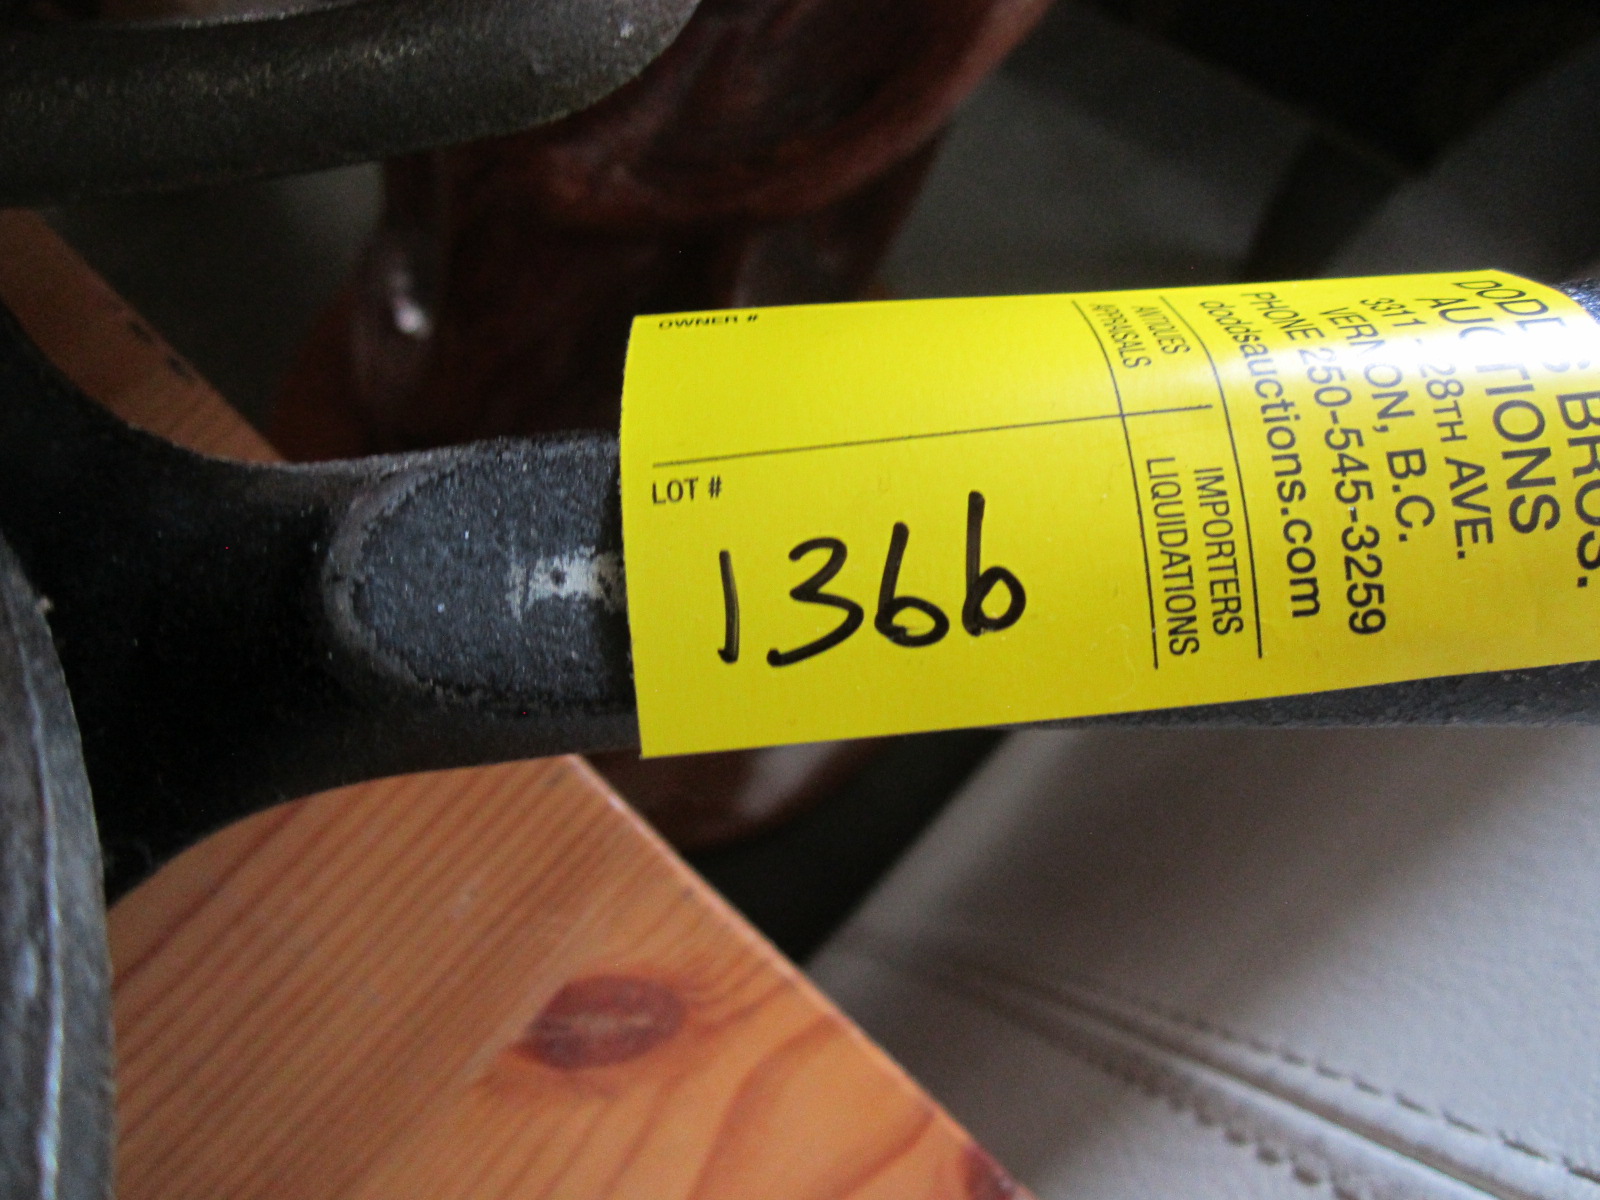 DODDS BROS.
AUCTIONS
3311 - 28TH AVE.
VERNON, B.C.
PHONE 250-545-3259
doddsauctions.com
ANTIQUES
APPRAISALS
IMPORTERS
LIQUIDATIONS
OWNER #
LOT #
1366